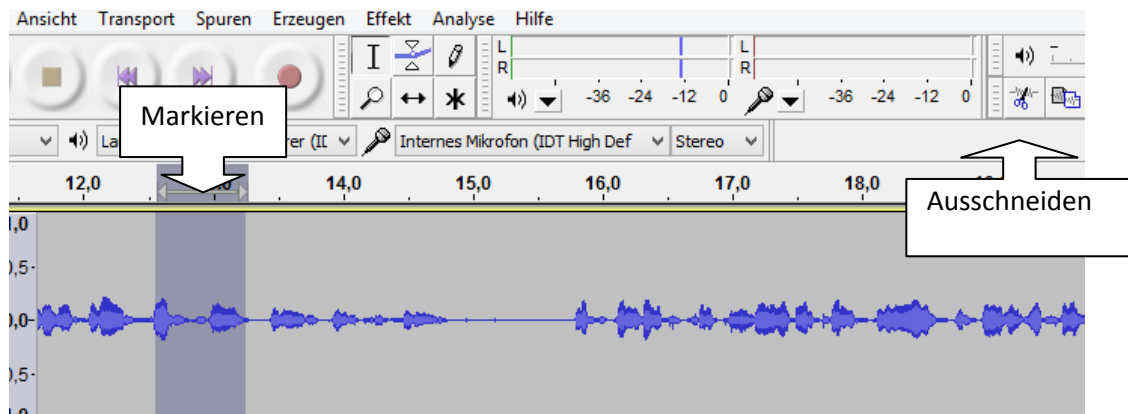 Ansicht Transport Spuren Erzeugen Effekt Analyse Hilfe
L
R
-36 -24 -12 0
L
R
-36 -24 -12 0
Markieren
Internes Mikrofon (IDT High Def
Stereo
12,0 14,0 15,0 16,0 17,0 18,0
Ausschneiden